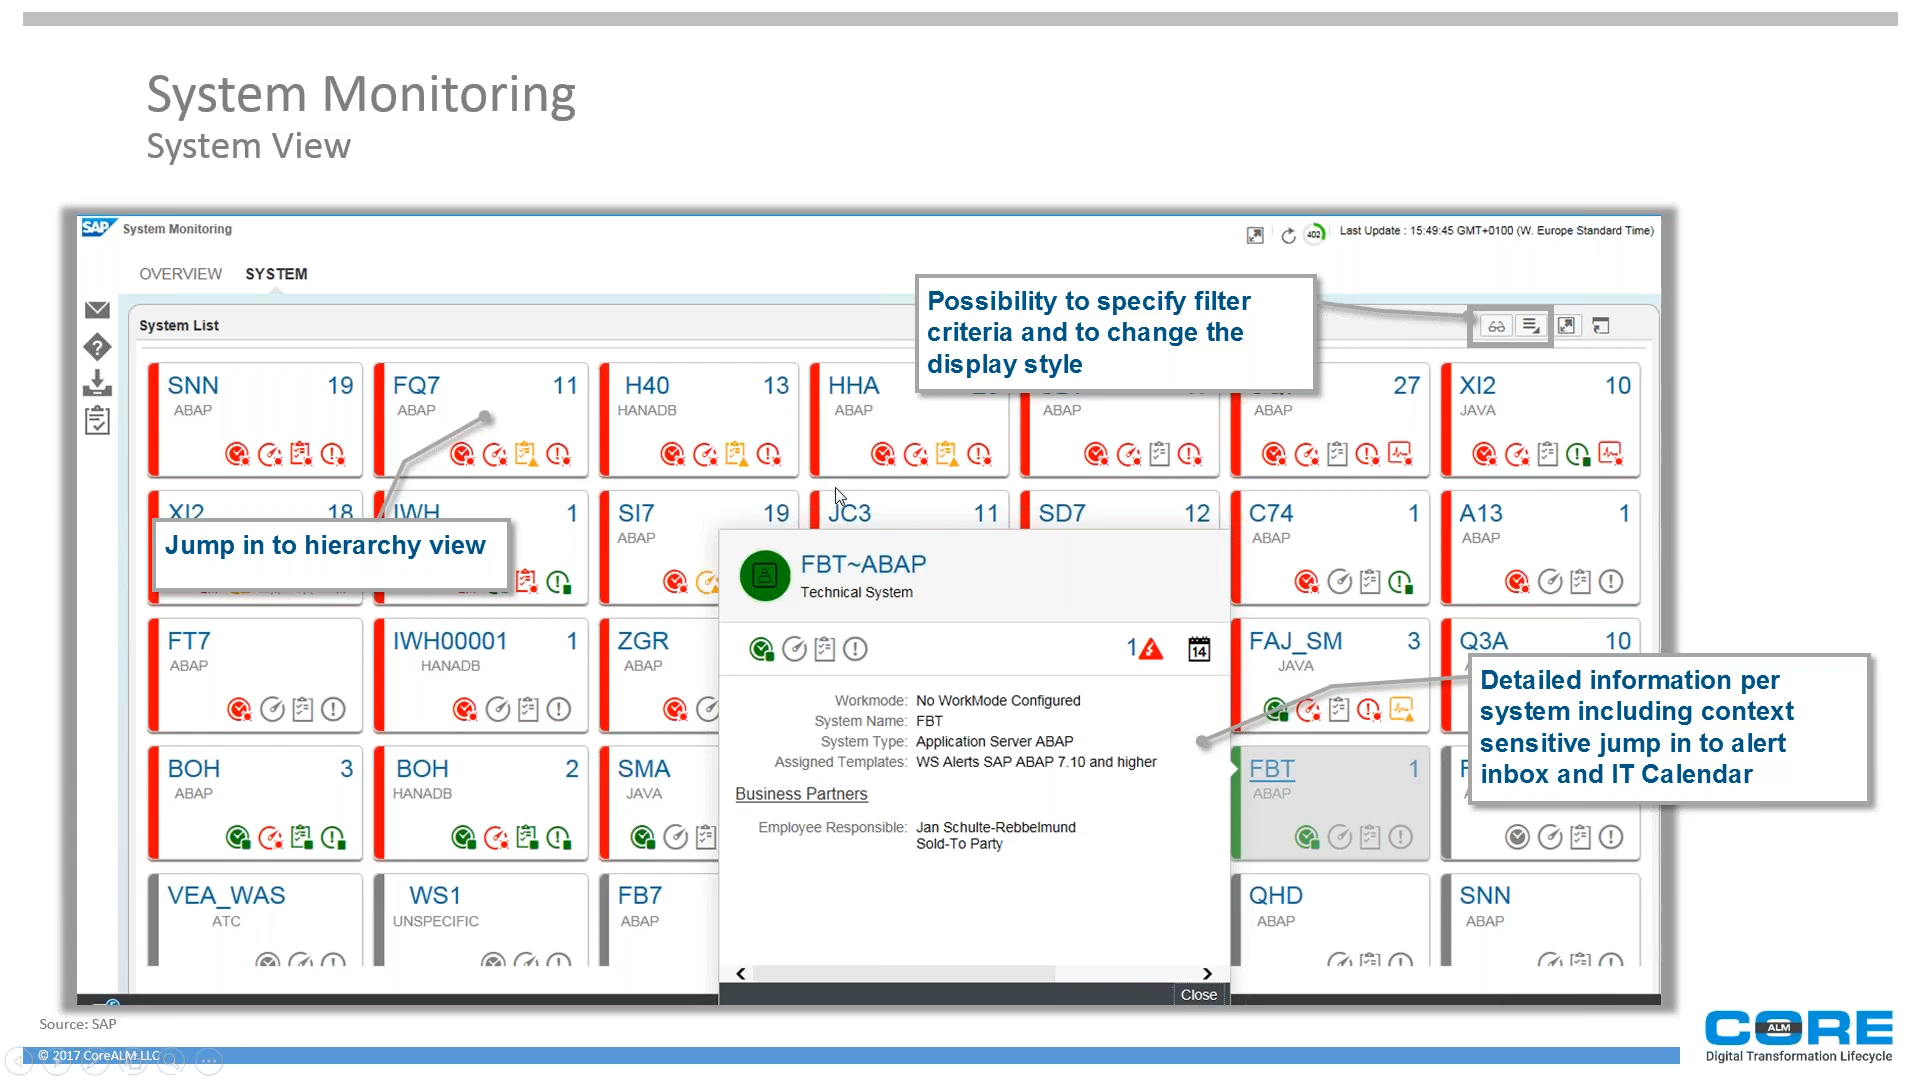 System Monitoring
System View
SAP System Monitoring
402 Last Update : 15:49:45 GMT+0100 (W. Europe Standard Time)
OVERVIEW SYSTEM
Possibility to specify filter
criteria and to change the
display style
System List
SNN 19
ABAP
FQ7 11
ABAP
H40 13
HANADB
HHA
ABAP
ABAP
27
ABAP
XI2 10
JAVA
XI2 18
IWH 1
Jump in to hierarchy view
SI7 19
ABAP
JC3 11
SD7 12
C74 1
ABAP
A13 1
ABAP
FBT~ABAP
Technical System
1 14
Workmode: No WorkMode Configured
System Name: FBT
System Type: Application Server ABAP
Assigned Templates: WS Alerts SAP ABAP 7.10 and higher
Business Partners
Employee Responsible: Jan Schulte-Rebbelmund
Sold-To Party
Close
FT7
ABAP
IWH00001 1
HANADB
ZGR
ABAP
FAJ_SM 3
JAVA
Q3A 10
Detailed information per
system including context
sensitive jump in to alert
inbox and IT Calendar
BOH 3
ABAP
BOH 2
HANADB
SMA
JAVA
FBT 1
ABAP
VEA_WAS
ATC
WS1
UNSPECIFIC
FB7
ABAP
QHD
ABAP
SNN
ABAP
Source: SAP
© 2017 CoreALM LLC
CORE
ALM
Digital Transformation Lifecycle